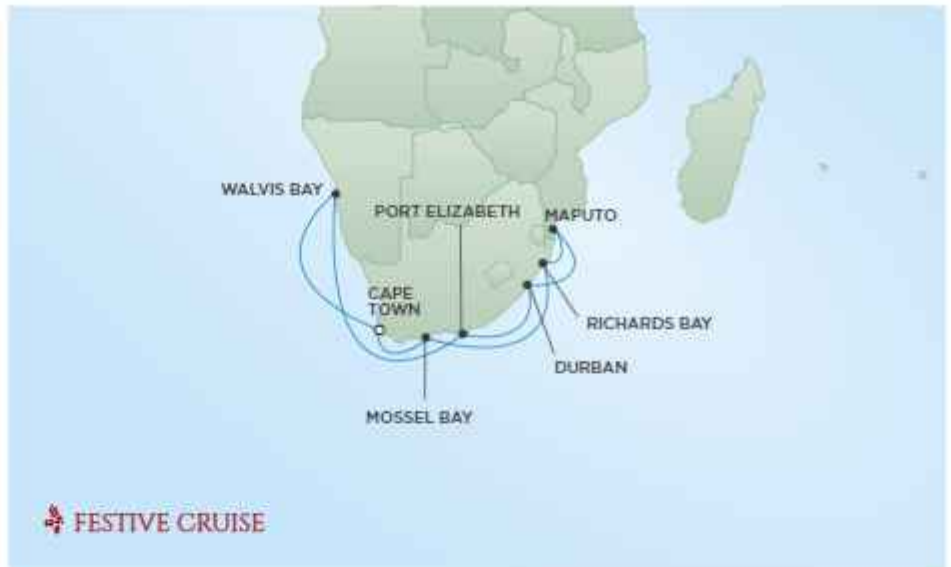 WALVIS BAY
PORT ELIZABETH
MAPUTO
CAPE
TOWN
RICHARDS BAY
DURBAN
MOSSEL BAY
FESTIVE CRUISE